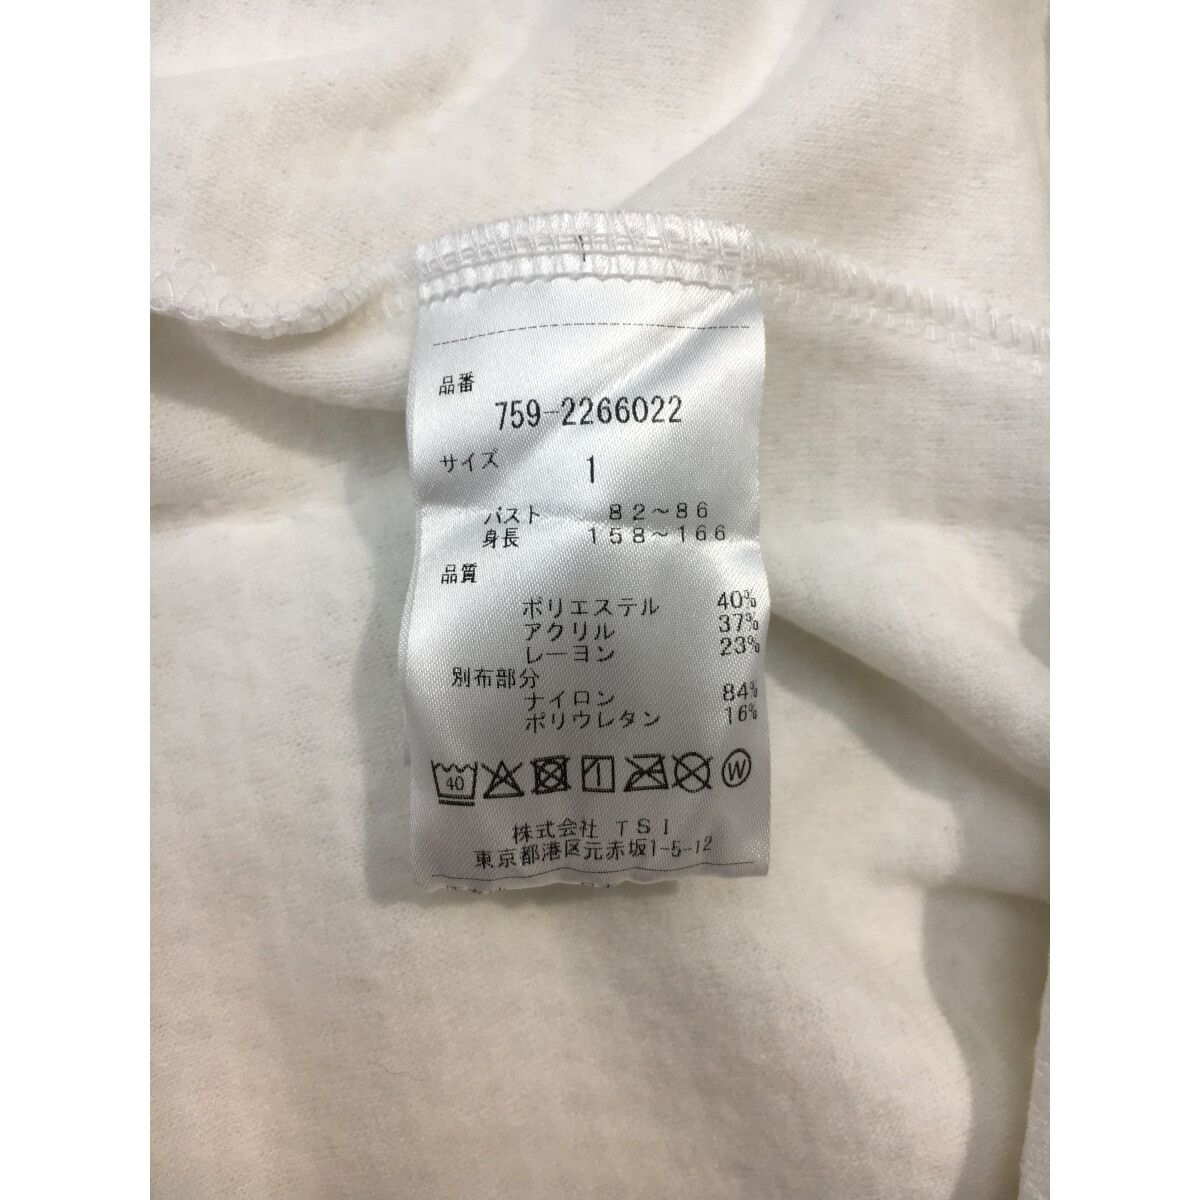 品番
759-2266022
サイズ 1
バスト 82~86
身長 158~166
品質
ポリエステル 40%
アクリル 37%
レーヨン 23%
別布部分
ナイロン 84%
ポリウレタン 16%
40 W
株式会社 TSI
東京都港区元赤坂1-5-12